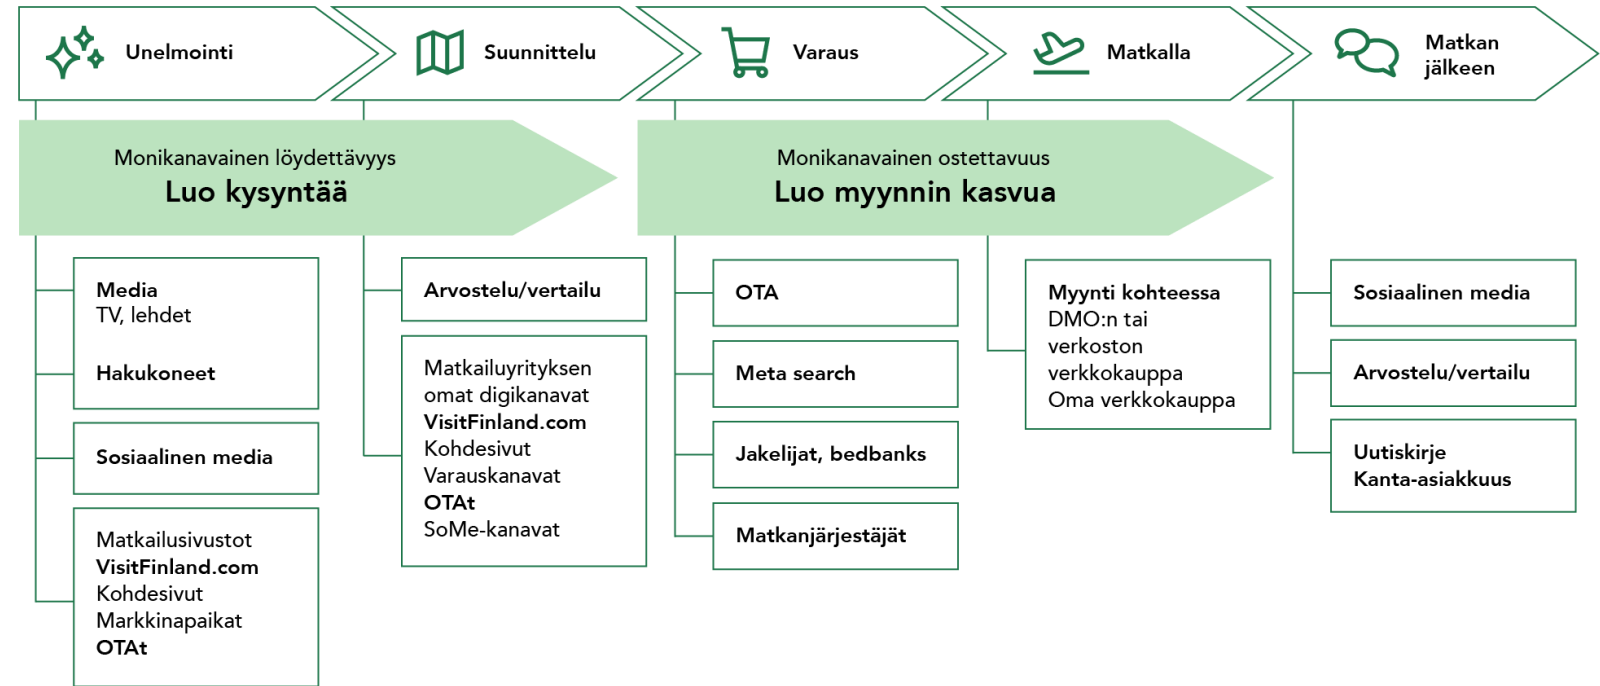 Unelmointi
Suunnittelu
Varaus
Matkalla
Matkan
jälkeen
Monikanavainen löydettävyys
Luo kysyntää
Monikanavainen ostettavuus
Luo myynnin kasvua
Media
TV, lehdet
Hakukoneet
Sosiaalinen media
Matkailusivustot
VisitFinland.com
Kohdesivut
Markkinapaikat
OTAt
Arvostelu/vertailu
Matkailuyrityksen
omat digikanavat
VisitFinland.com
Kohdesivut
Varauskanavat
OTAt
SoMe-kanavat
OTA
Meta search
Jakelijat, bedbanks
Matkanjärjestäjät
Myynti kohteessa
DMO:n tai
verkoston
verkkokauppa
Oma verkkokauppa
Sosiaalinen media
Arvostelu/vertailu
Uutiskirje
Kanta-asiakkuus